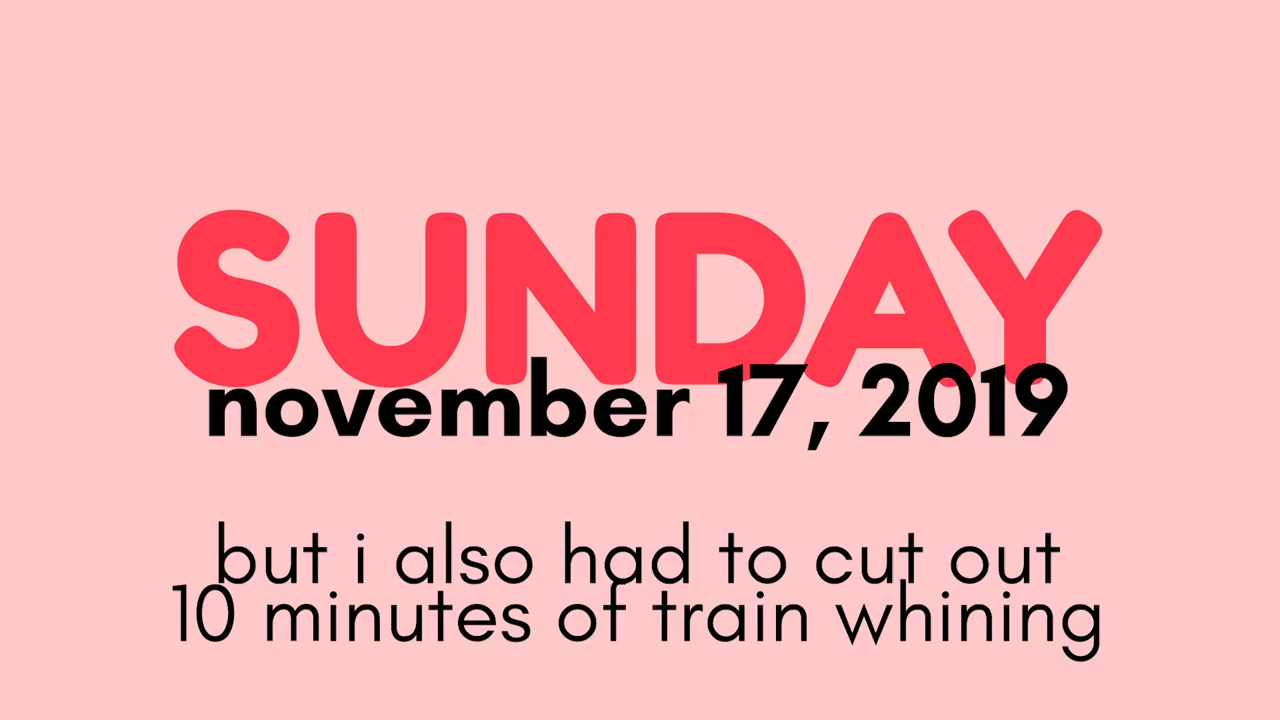 SUNDAY
november 17, 2019
but i also had to cut out
10 minutes of train whining